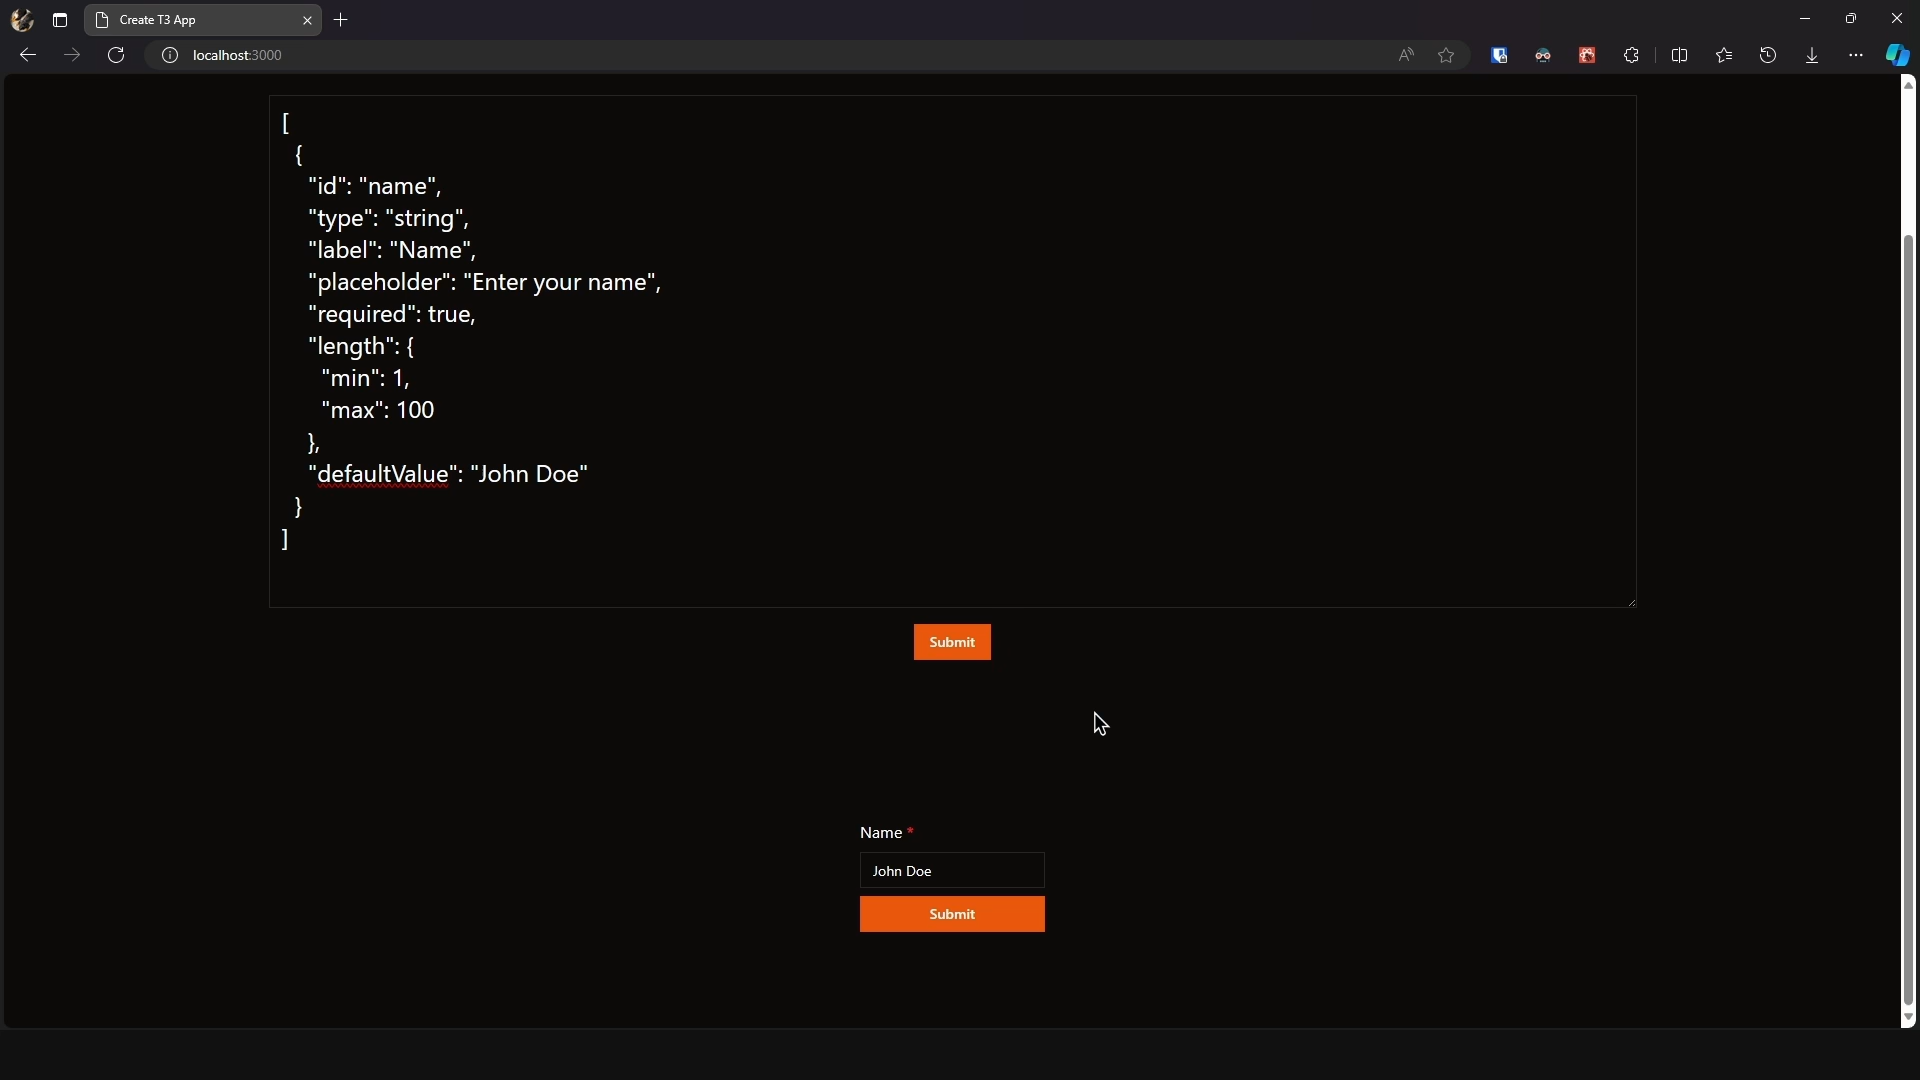 Create T3 App
localhost:3000
[
{
"id": "name",
"type": "string",
"label": "Name",
"placeholder": "Enter your name",
"required": true,
"length": {
"min": 1,
"max": 100
},
"defaultValue": "John Doe"
}
]
Submit
Name *
John Doe
Submit